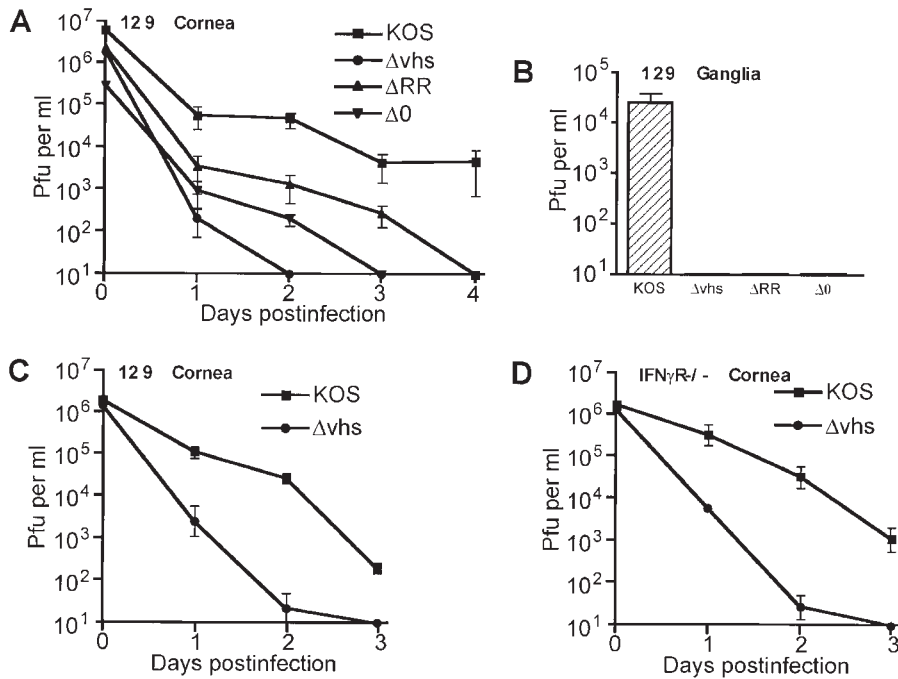 A
129 Cornea
KOS
Δvhs
ΔRR
Δ0
Pfu per ml
10^7
10^6
10^5
10^4
10^3
10^2
10^1
0 1 2 3 4
Days postinfection
B
129 Ganglia
Pfu per ml
10^5
10^4
10^3
10^2
10^1
KOS Δvhs ΔRR Δ0
C
129 Cornea
KOS
Δvhs
Pfu per ml
10^7
10^6
10^5
10^4
10^3
10^2
10^1
0 1 2 3
Days postinfection
D
IFNγR-/- Cornea
KOS
Δvhs
Pfu per ml
10^7
10^6
10^5
10^4
10^3
10^2
10^1
0 1 2 3
Days postinfection